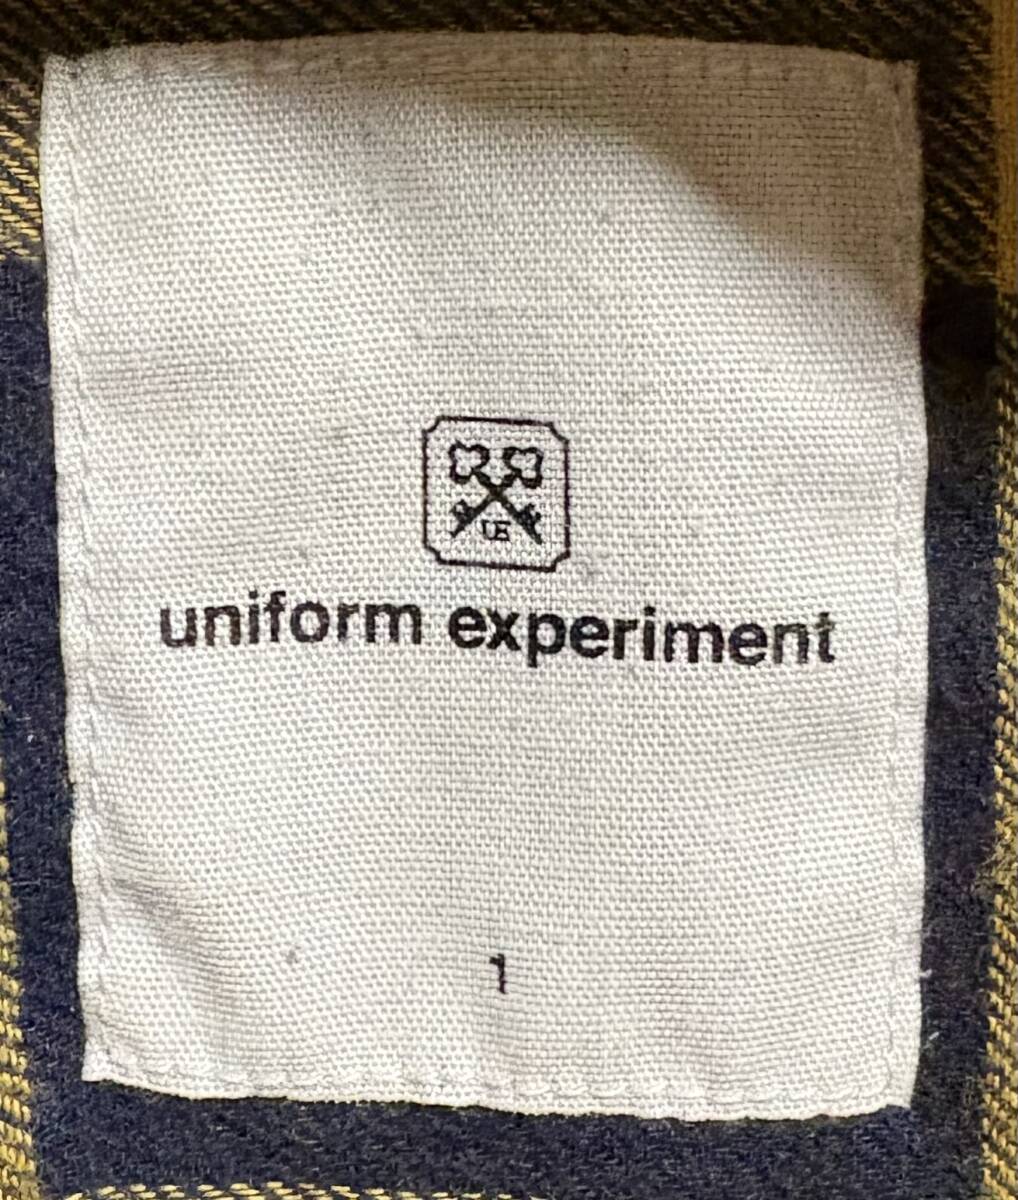 UE
uniform experiment
1